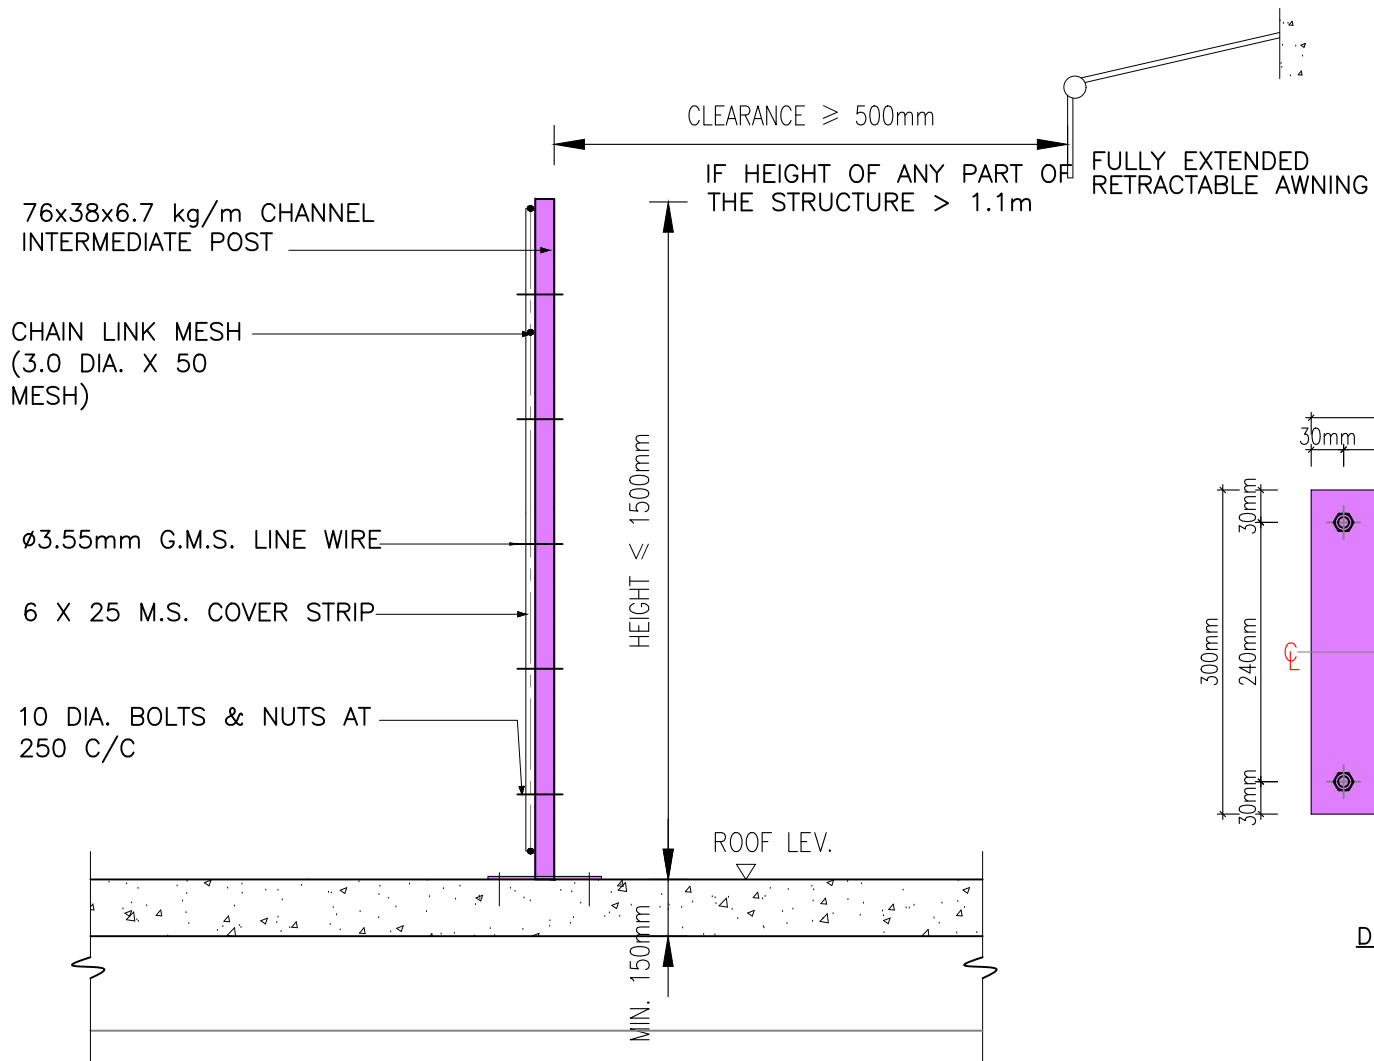 CLEARANCE ≥ 500mm
IF HEIGHT OF ANY PART OF
THE STRUCTURE > 1.1m
FULLY EXTENDED
RETRACTABLE AWNING
76x38x6.7 kg/m CHANNEL
INTERMEDIATE POST
CHAIN LINK MESH
(3.0 DIA. X 50
MESH)
HEIGHT ≤ 1500mm
ø3.55mm G.M.S. LINE WIRE
6 X 25 M.S. COVER STRIP
10 DIA. BOLTS & NUTS AT
250 C/C
ROOF LEV.
MIN. 150mm
30mm
30mm
300mm
240mm
℄
30mm
D